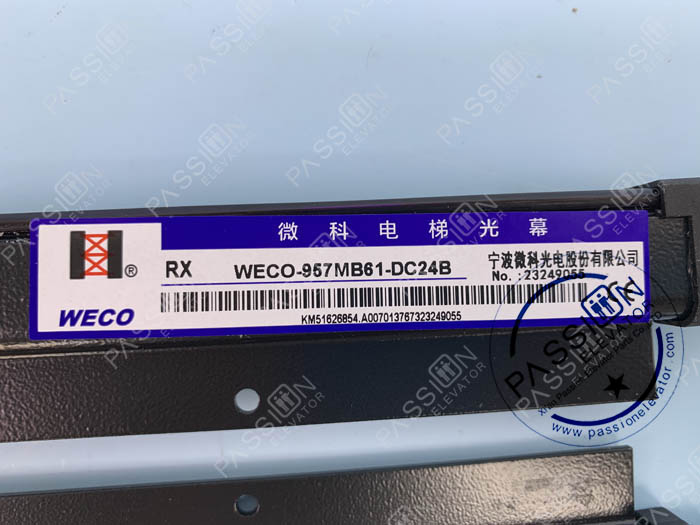 微科电梯光幕
RX
WECO-957MB61-DC24B
宁波微科光电股份有限公司
No.:23249055
®
WECO
KM51626854.A007013767323249055
PASSION
ELEVATOR
www.passionelevator.com